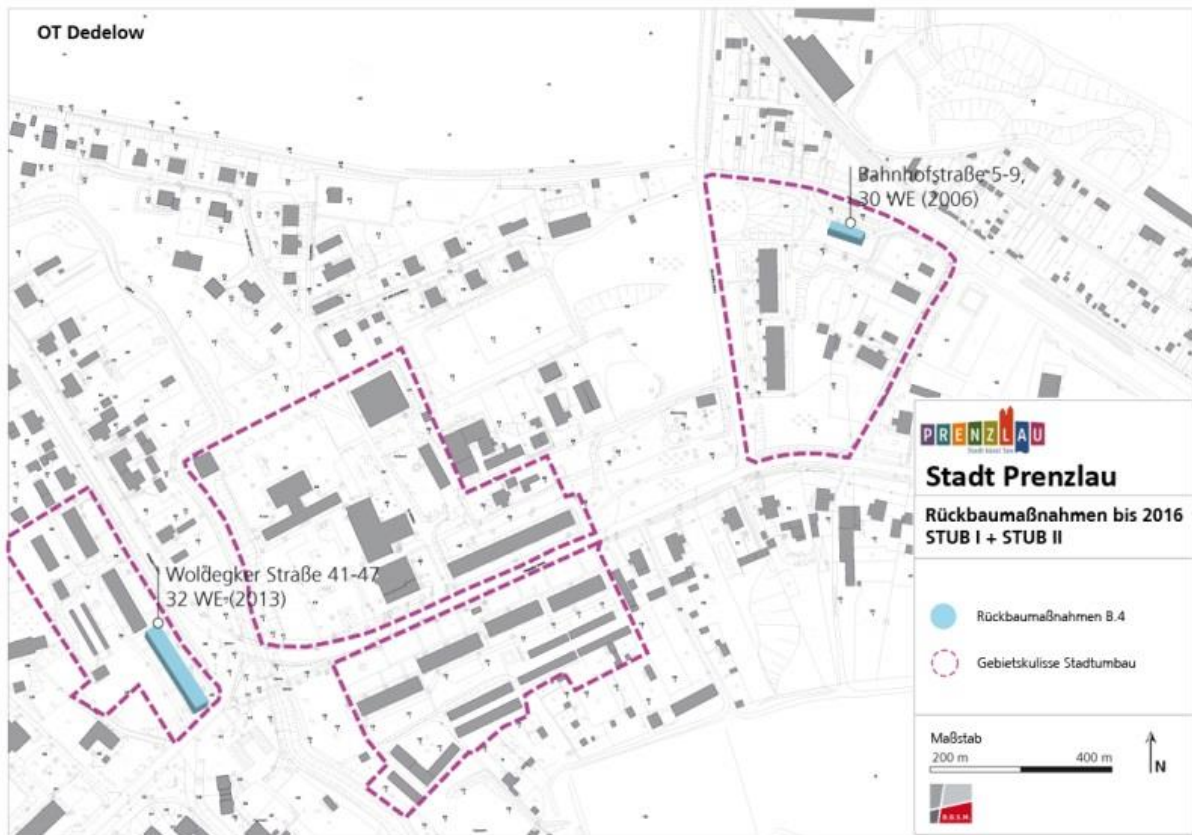 OT Dedelow
Bahnhofstraße 5-9,
30 WE (2006)
Woldegker Straße 41-47
32 WE (2013)
PRENZLAU
Stadt Prenzlau
Rückbaumaßnahmen bis 2016
STUB I + STUB II
Rückbaumaßnahmen B.4
Gebietskulisse Stadtumbau
Maßstab
200 m 400 m
N
B.B.S.M.